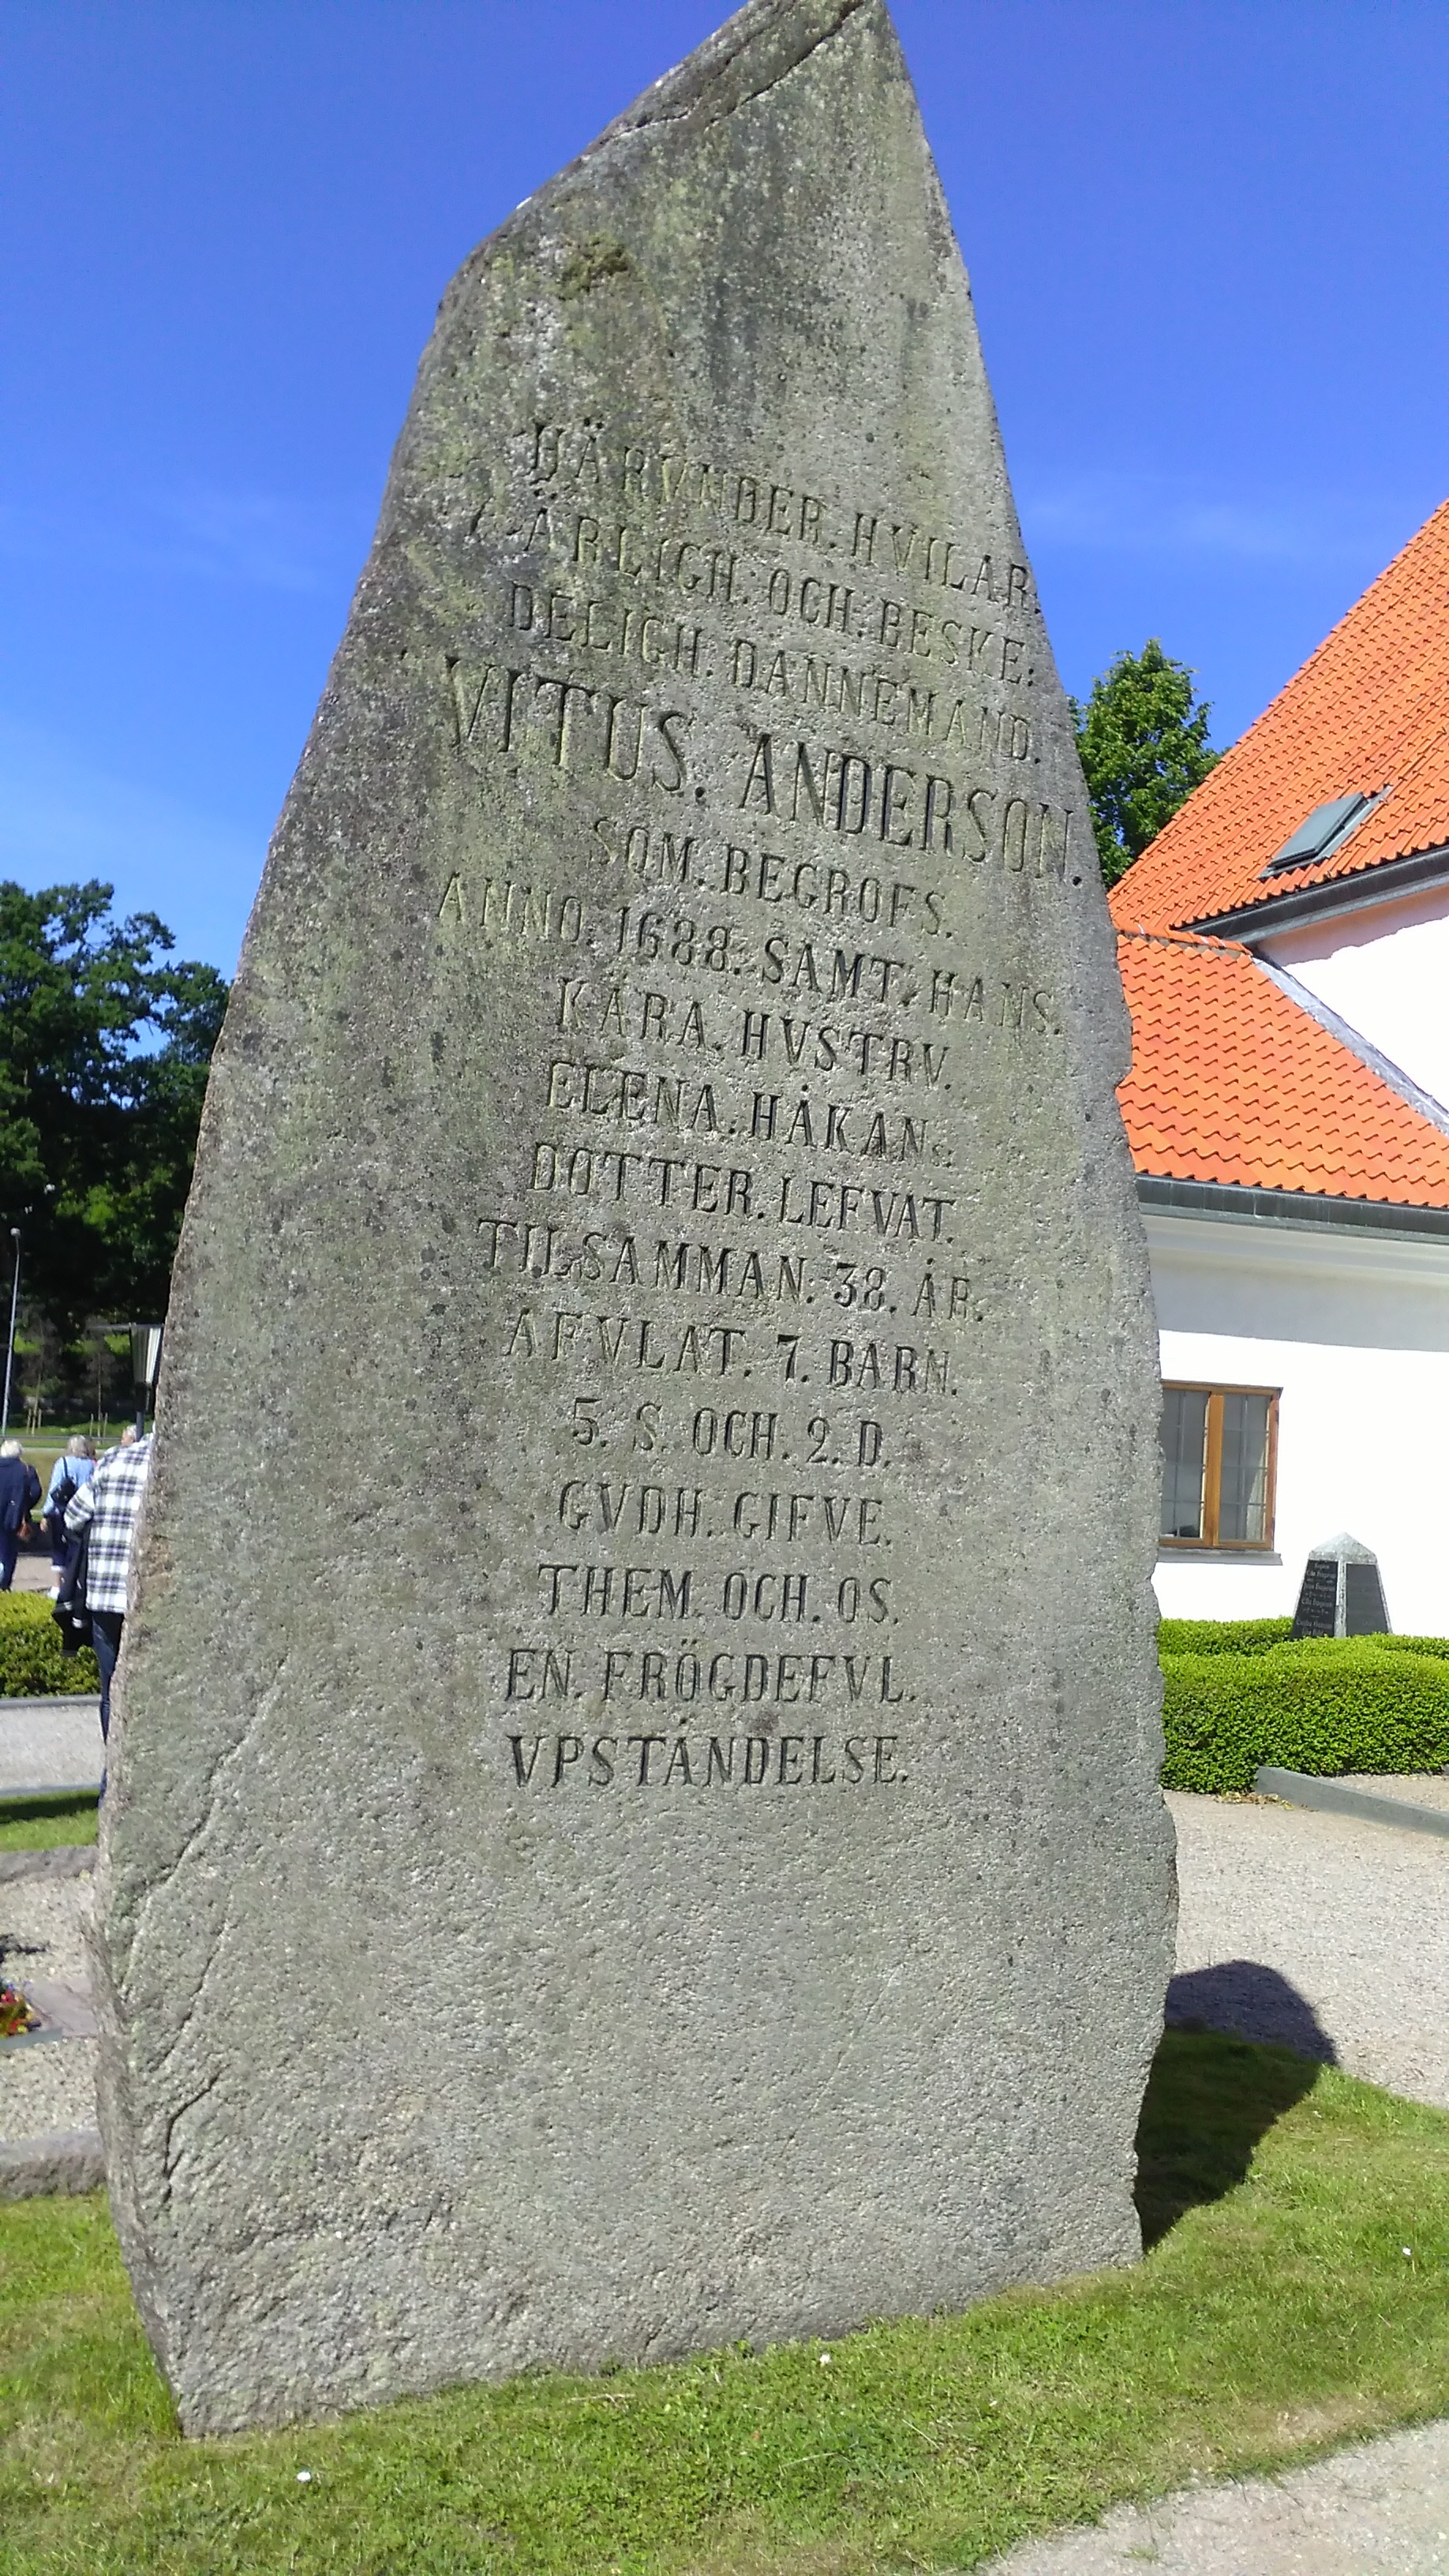 HÄRVNDER. HVILAR.
ÄRLIGH. OCH. BESKE:
DELIGH. DANNEMAND.
VITUS. ANDERSON.
SOM. BEGROFS.
ANNO. 1688. SAMT. HANS.
KÄRA. HVSTRV.
ELENA. HÅKAN:
DOTTER. LEFVAT.
TILSAMMAN. 38. ÅR.
AFVLAT. 7. BARN.
5. S. OCH. 2. D.
GVDH. GIFVE.
THEM. OCH. OS.
EN. FRÖGDEFVL.
VPSTÅNDELSE.